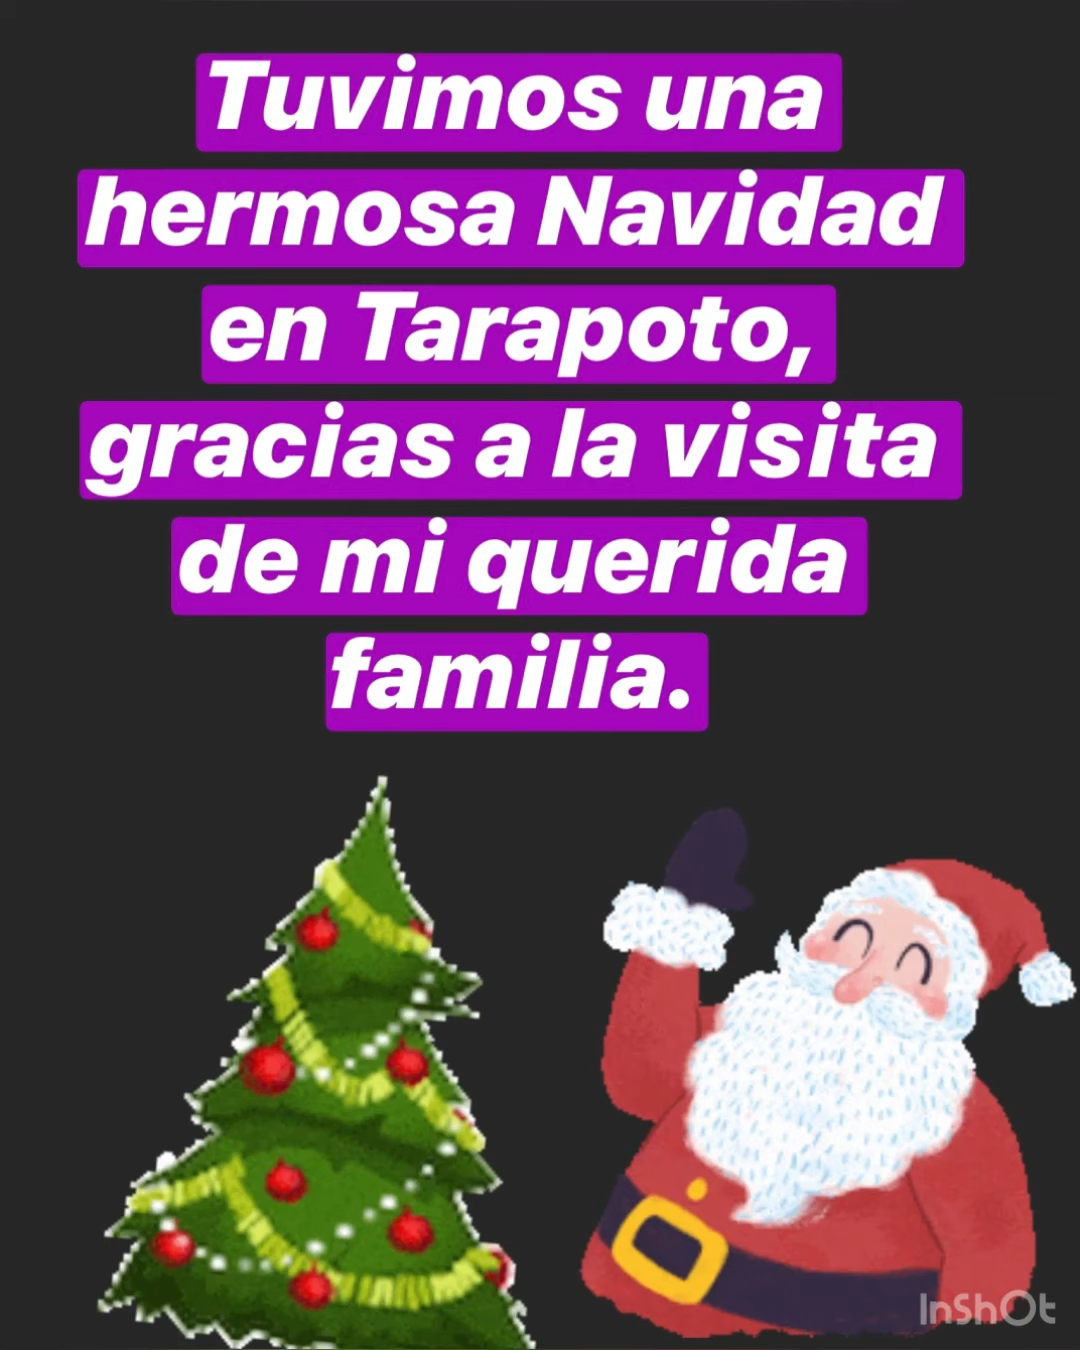 Tuvimos una
hermosa Navidad
en Tarapoto,
gracias a la visita
de mi querida
familia.
InShOt